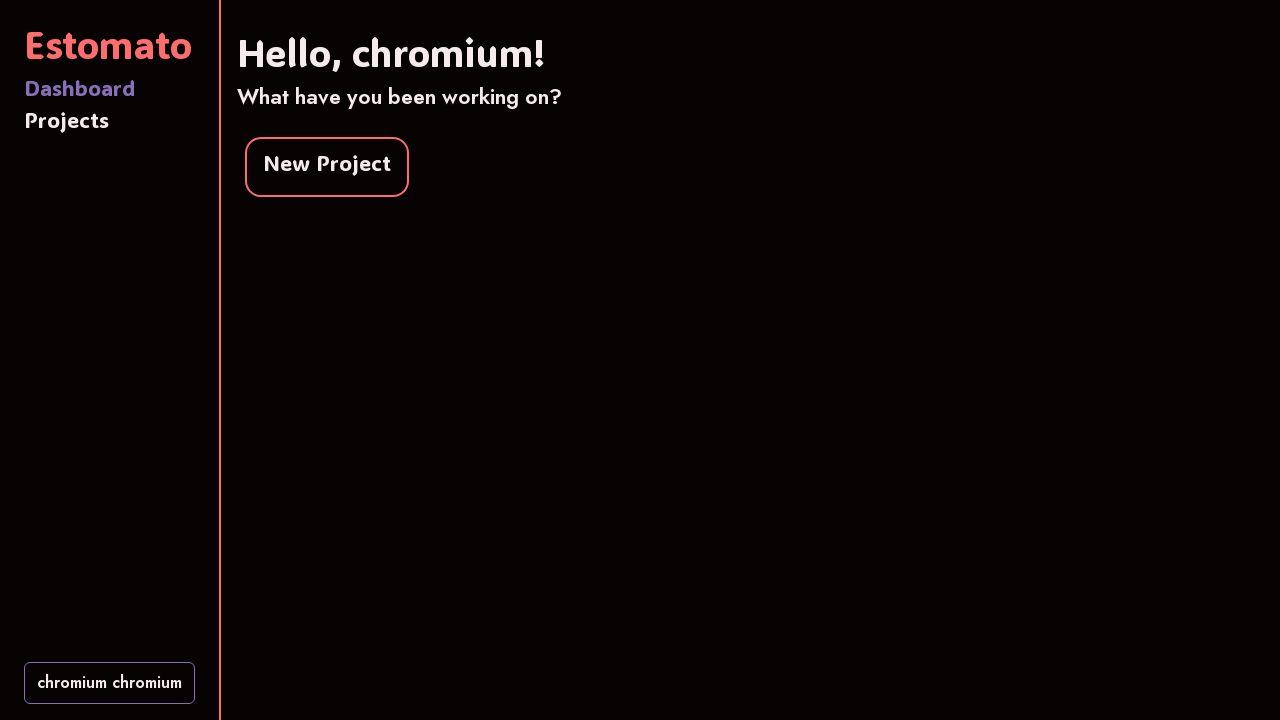 Estomato
Dashboard
Projects
Hello, chromium!
What have you been working on?
New Project
chromium chromium